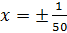 x = ± 1/50